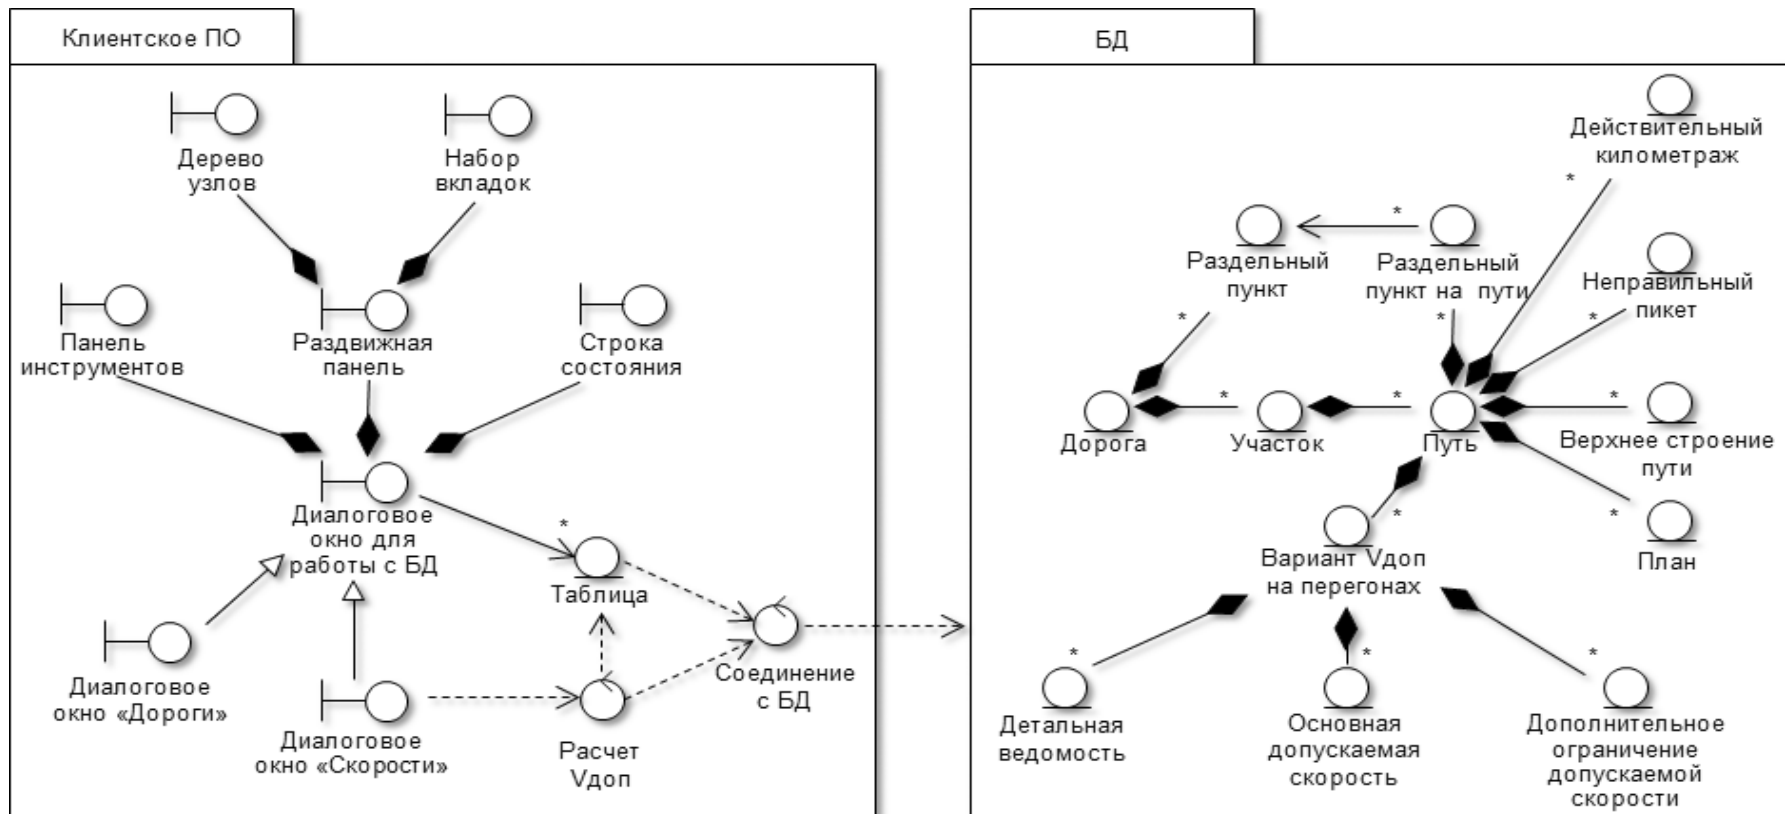 Клиентское ПО
Дерево
узлов
Набор
вкладок
Панель
инструментов
Раздвижная
панель
Строка
состояния
Диалоговое
окно для
работы с БД
*
Таблица
Диалоговое
окно «Дороги»
Диалоговое
окно «Скорости»
Расчет
Vдоп
Соединение
с БД
БД
Действительный
километраж
*
Раздельный
пункт
*
*
Раздельный
пункт на пути
*
Неправильный
пикет
*
Дорога
*
Участок
*
Путь
*
Верхнее строение
пути
*
План
*
Вариант Vдоп
на перегонах
*
Детальная
ведомость
*
Основная
допускаемая
скорость
*
Дополнительное
ограничение
допускаемой
скорости